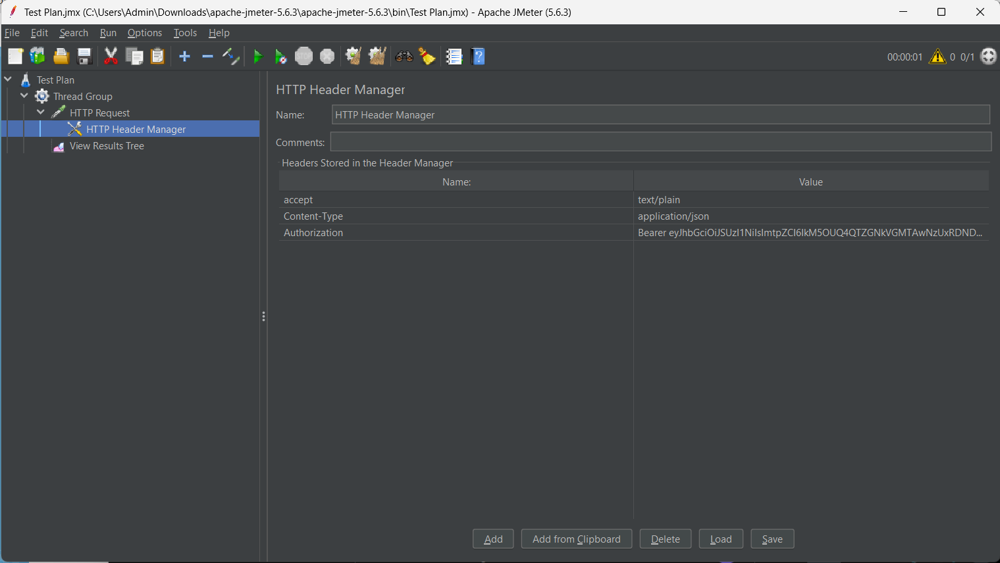 Test Plan.jmx (C:\Users\Admin\Downloads\apache-jmeter-5.6.3\apache-jmeter-5.6.3\bin\Test Plan.jmx) - Apache JMeter (5.6.3)
File Edit Search Run Options Tools Help
STOP
00:00:01 0 0/1
Test Plan
Thread Group
HTTP Request
HTTP Header Manager
View Results Tree
HTTP Header Manager
Name: HTTP Header Manager
Comments:
Headers Stored in the Header Manager
Name: Value
accept text/plain
Content-Type application/json
Authorization Bearer eyJhbGciOiJSUzI1NiIsImtpZCI6IkM5OUQ4QTZGNkVGMTAwNzUxRDND...
Add Add from Clipboard Delete Load Save